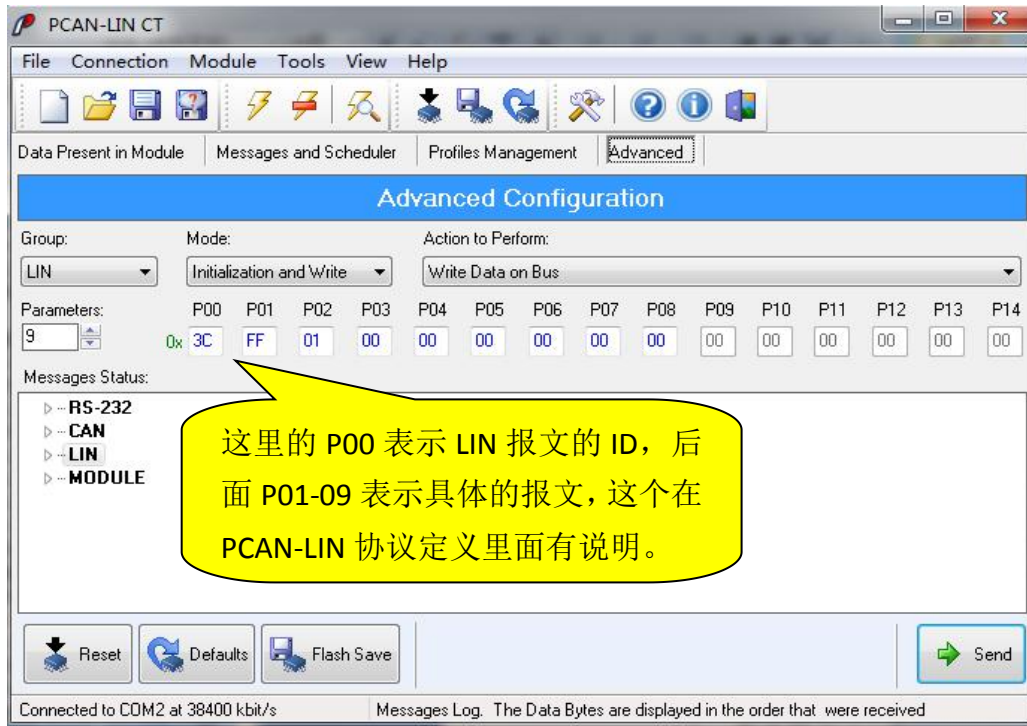 PCAN-LIN CT
File Connection Module Tools View Help
Data Present in Module Messages and Scheduler Profiles Management Advanced
Advanced Configuration
Group: Mode: Action to Perform:
LIN Initialization and Write Write Data on Bus
Parameters: P00 P01 P02 P03 P04 P05 P06 P07 P08 P09 P10 P11 P12 P13 P14
9 0x 3C FF 01 00 00 00 00 00 00 00 00 00 00 00 00
Messages Status:
RS-232
CAN
LIN
MODULE
这里的 P00 表示 LIN 报文的 ID，后
面 P01-09 表示具体的报文，这个在
PCAN-LIN 协议定义里面有说明。
Reset Defaults Flash Save Send
Connected to COM2 at 38400 kbit/s Messages Log. The Data Bytes are displayed in the order that were received